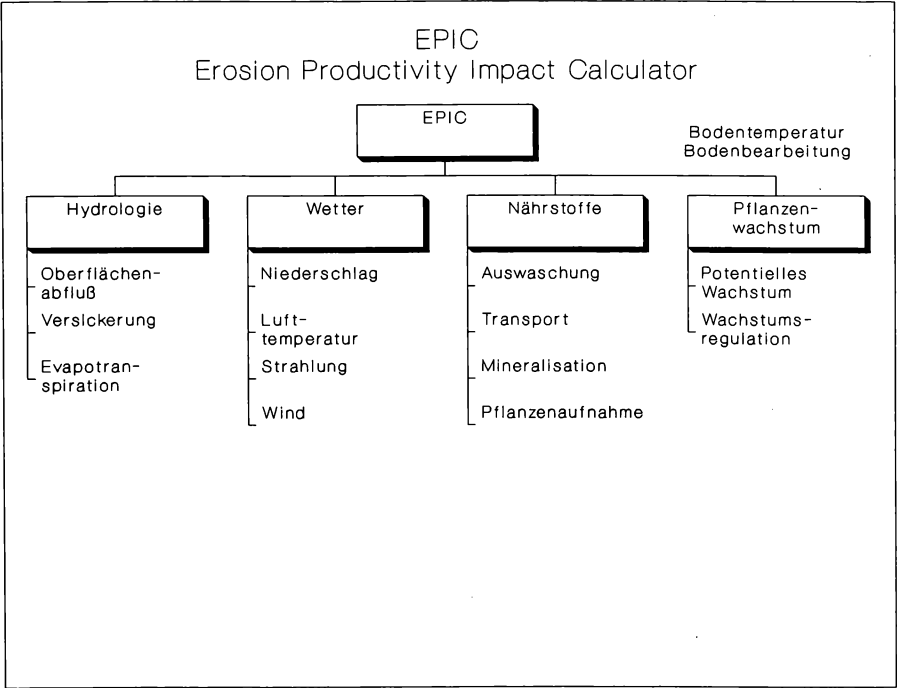 EPIC
Erosion Productivity Impact Calculator
EPIC
Bodentemperatur
Bodenbearbeitung
Hydrologie
Oberflächen-
abfluß
Versickerung
Evapotran-
spiration
Wetter
Niederschlag
Luft-
temperatur
Strahlung
Wind
Nährstoffe
Auswaschung
Transport
Mineralisation
Pflanzenaufnahme
Pflanzen-
wachstum
Potentielles
Wachstum
Wachstums-
regulation